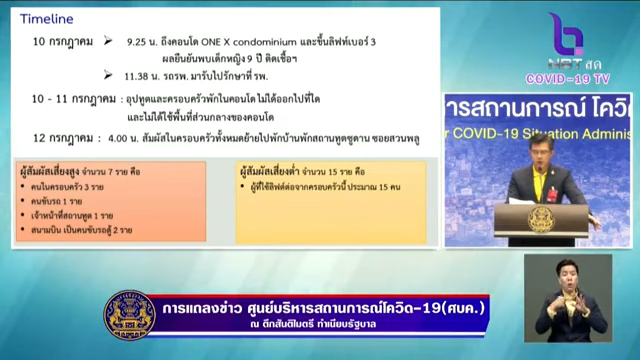 Timeline
10 กรกฎาคม ➤ 9.25 น. ถึงคอนโด ONE X condominium และขึ้นลิฟท์เบอร์ 3
ผลยืนยันพบเด็กหญิง 9 ปี ติดเชื้อฯ
➤ 11.38 น. รถรพ. มารับไปรักษาที่ รพ.
10 - 11 กรกฎาคม : อุปทูตและครอบครัวพักในคอนโด ไม่ได้ออกไปที่ใด
และไม่ได้ใช้พื้นที่ส่วนกลางของคอนโด
12 กรกฎาคม : 4.00 น. สมัผัสในครอบครัวทั้งหมดย้ายไปพักบ้านพักสถานทูตซูดาน ซอยสวนพลู
ผู้สัมผัสเสี่ยงสูง จำนวน 7 ราย คือ
• คนในครอบครัว 3 ราย
• คนขับรถ 1 ราย
• เจ้าหน้าที่สถานทูต 1 ราย
• สนามบิน เป็นคนขับรถตู้ 2 ราย
ผู้สัมผัสเสี่ยงต่ำ จำนวน 15 ราย คือ
• ผู้ที่ใช้ลิฟต์ต่อจากครอบครัวนี้ ประมาณ 15 คน
NBT สด
COVID-19 TV
การสถานการณ์ โควิ
r COVID-19 Situation Adminis
การแถลงข่าว ศูนย์บริหารสถานการณ์โควิด-19(ศบค.)
ณ ตึกสันติไมตรี ทำเนียบรัฐบาล